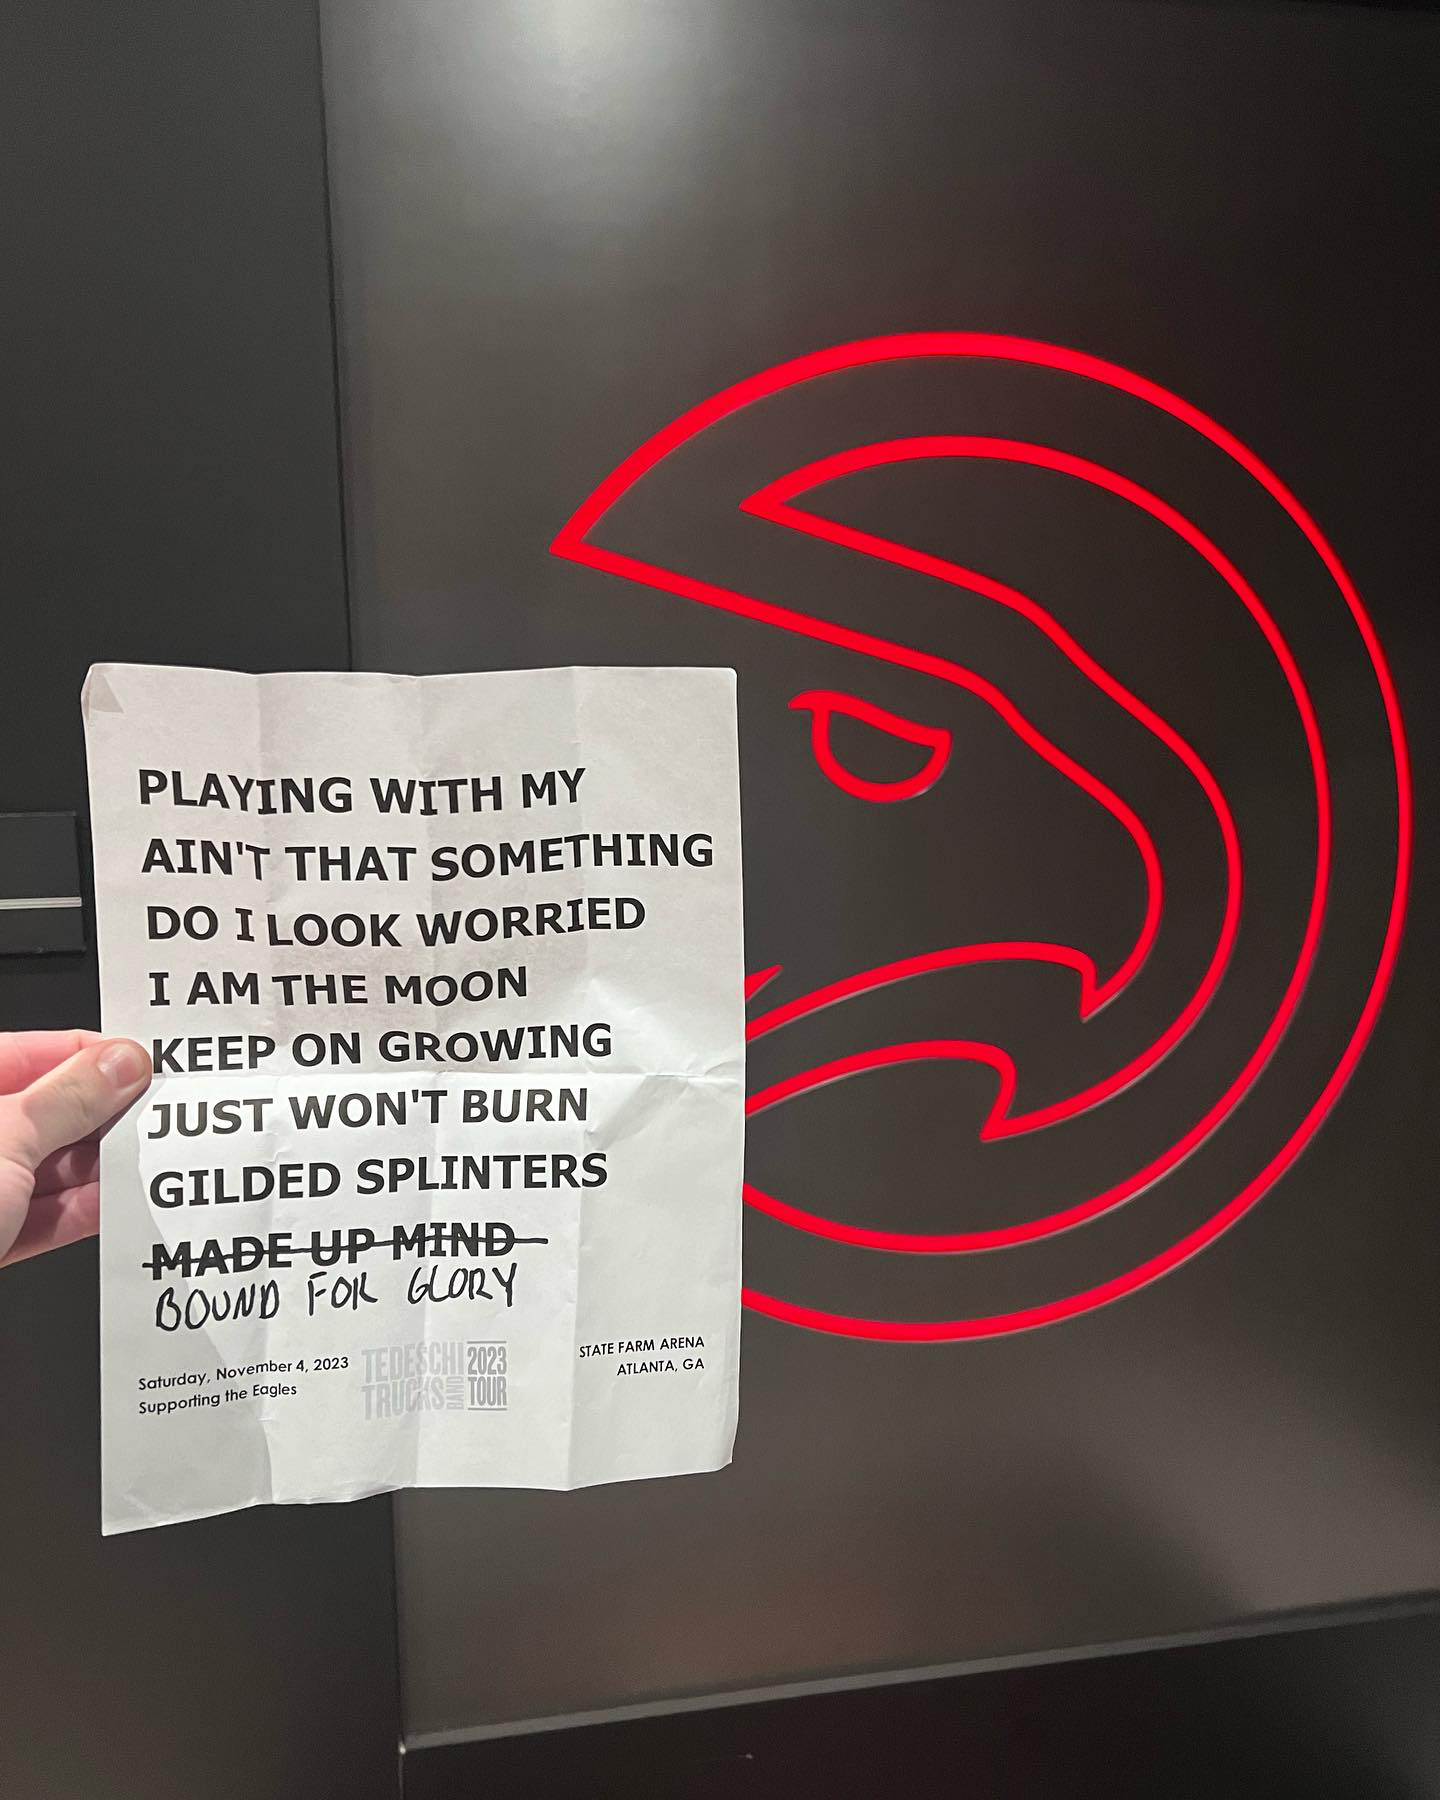 PLAYING WITH MY
AIN'T THAT SOMETHING
DO I LOOK WORRIED
I AM THE MOON
KEEP ON GROWING
JUST WON'T BURN
GILDED SPLINTERS
MADE UP MIND
BOUND FOR GLORY
Saturday, November 4, 2023
Supporting the Eagles
TEDESCHI
TRUCKS BAND
2023
TOUR
STATE FARM ARENA
ATLANTA, GA